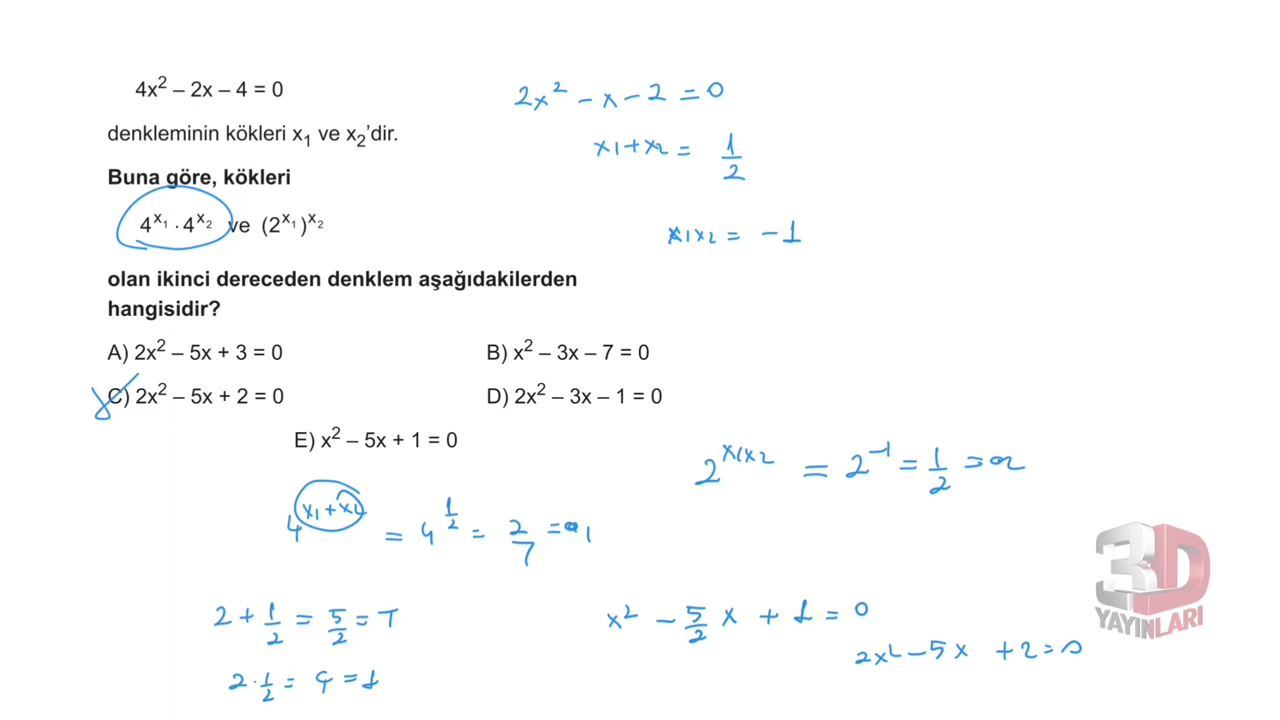 4x² – 2x – 4 = 0
denkleminin kökleri x₁ ve x₂'dir.
Buna göre, kökleri
4^x₁ · 4^x₂ ve (2^x₁)^x₂
olan ikinci dereceden denklem aşağıdakilerden
hangisidir?
A) 2x² – 5x + 3 = 0
B) x² – 3x – 7 = 0
C) 2x² – 5x + 2 = 0
D) 2x² – 3x – 1 = 0
E) x² – 5x + 1 = 0
2x² – x – 2 = 0
x1 + x2 = 1/2
x1x2 = –1
2^x1x2 = 2^–1 = 1/2 =
4^x1+x2 = 4^1/2 = 2
2 + 1/2 = 5/2 = T
2 · 1/2 = Ç = 1
x² – 5/2 x + 1 = 0
2x² – 5x + 2 = 0
3D
YAYINLARI